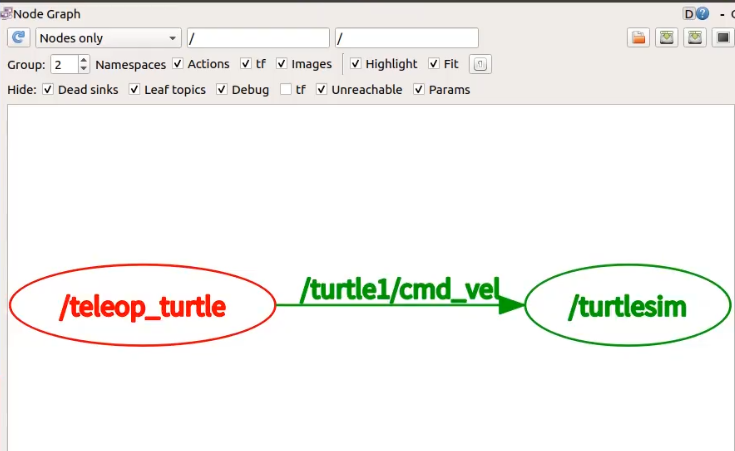 Node Graph D -
Nodes only / /
Group: 2 Namespaces Actions tf Images Highlight Fit
Hide: Dead sinks Leaf topics Debug tf Unreachable Params
/teleop_turtle /turtle1/cmd_vel /turtlesim